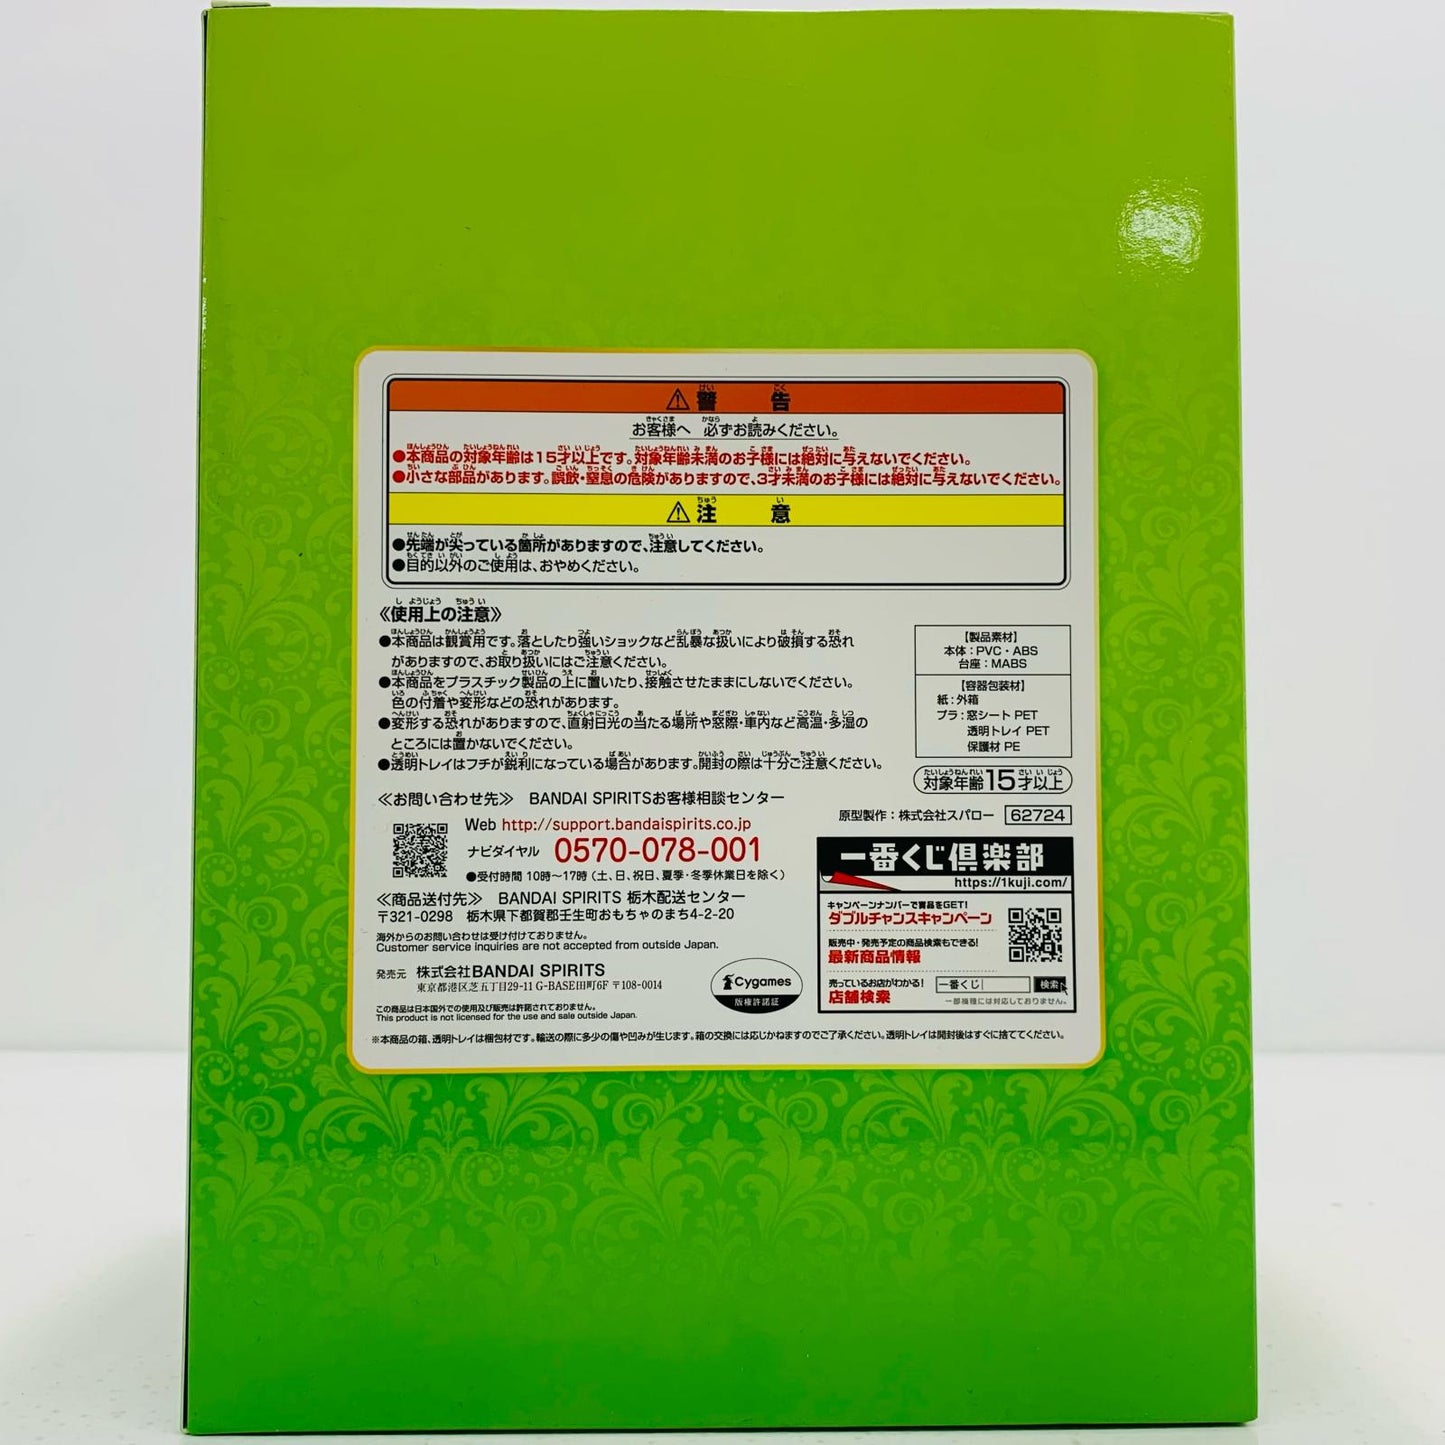 ⚠警告
お客様へ 必ずお読みください。
●本商品の対象年齢は15才以上です。対象年齢未満のお子様には絶対に与えないでください。
●小さな部品があります。誤飲・窒息の危険がありますので、3才未満のお子様には絶対に与えないでください。
⚠注意
●先端が尖っている箇所がありますので、注意してください。
●目的以外のご使用は、おやめください。
《使用上の注意》
●本商品は観賞用です。落としたり強いショックなど乱暴な扱いにより破損する恐れ
がありますので、お取り扱いにはご注意ください。
●本商品をプラスチック製品の上に置いたり、接触させたままにしないでください。
色の付着や変形などの恐れがあります。
●変形する恐れがありますので、直射日光の当たる場所や窓際・車内など高温・多湿の
ところには置かないでください。
●透明トレイはフチが鋭利になっている場合があります。開封の際は十分ご注意ください。
【製品素材】
本体：PVC・ABS
台座：MABS
【容器包装材】
紙：外箱
プラ：窓シート PET
透明トレイ PET
保護材 PE
対象年齢15才以上
≪お問い合わせ先≫ BANDAI SPIRITSお客様相談センター
Web http://support.bandaispirits.co.jp
ナビダイヤル 0570-078-001
●受付時間 10時～17時（土、日、祝日、夏季・冬季休業日を除く）
≪商品送付先≫ BANDAI SPIRITS 栃木配送センター
〒321-0298 栃木県下都賀郡壬生町おもちゃのまち4-2-20
海外からのお問い合わせは受け付けておりません。
Customer service inquiries are not accepted from outside Japan.
発売元 株式会社BANDAI SPIRITS
東京都港区芝五丁目29-11 G-BASE田町6F 〒108-0014
この商品は日本国外での使用及び販売は許諾されておりません。
This product is not licensed for the use and sale outside Japan.
Cygames
版権許諾証
原型製作：株式会社スパロー 62724
一番くじ倶楽部
https://1kuji.com/
キャンペーンナンバーで賞品をGET!
ダブルチャンスキャンペーン
販売中・発売予定の商品検索もできる!
最新商品情報
売っているお店がわかる!
店舗検索
一番くじ 検索
一部機種には対応しておりません。
※本商品の箱、透明トレイは梱包材です。輸送の際に多少の傷や凹みが生じます。箱の交換には応じかねますのでご了承ください。透明トレイは開封後はすぐに捨ててください。